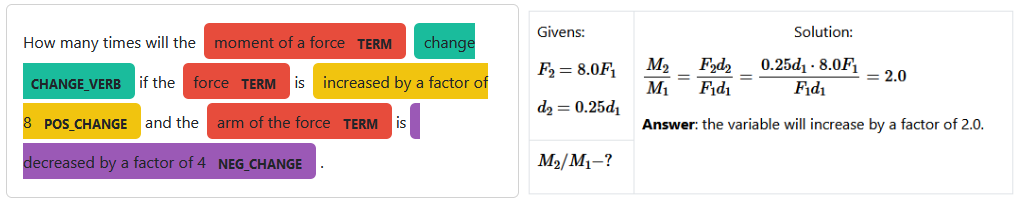 How many times will the moment of a force TERM change
CHANGE_VERB if the force TERM is increased by a factor of
8 POS_CHANGE and the arm of the force TERM is
decreased by a factor of 4 NEG_CHANGE .
Givens:
F₂ = 8.0F₁
d₂ = 0.25d₁
M₂/M₁−?
Solution:
M₂/M₁ = F₂d₂/F₁d₁ = 0.25d₁ · 8.0F₁/F₁d₁ = 2.0
Answer: the variable will increase by a factor of 2.0.